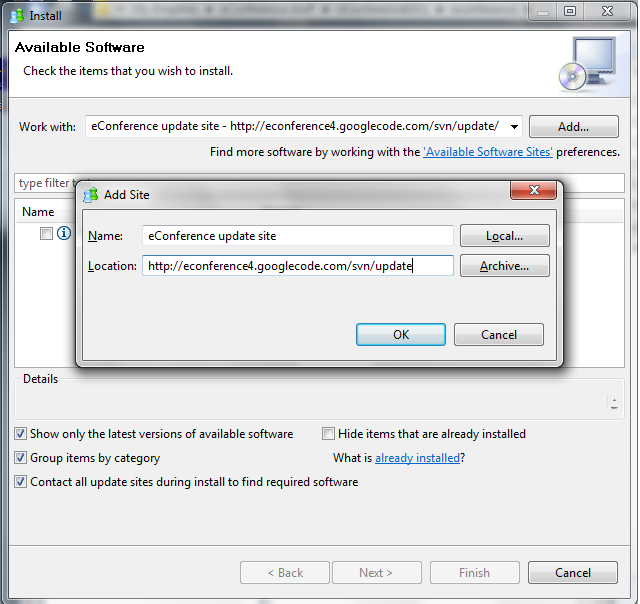 Install
Available Software
Check the items that you wish to install.
Work with: eConference update site - http://econference4.googlecode.com/svn/update/ Add...
Find more software by working with the 'Available Software Sites' preferences.
type filter
Add Site
Name
Name: eConference update site Local...
Location: http://econference4.googlecode.com/svn/update Archive...
OK Cancel
Details
Show only the latest versions of available software Hide items that are already installed
Group items by category What is already installed?
Contact all update sites during install to find required software
< Back Next > Finish Cancel